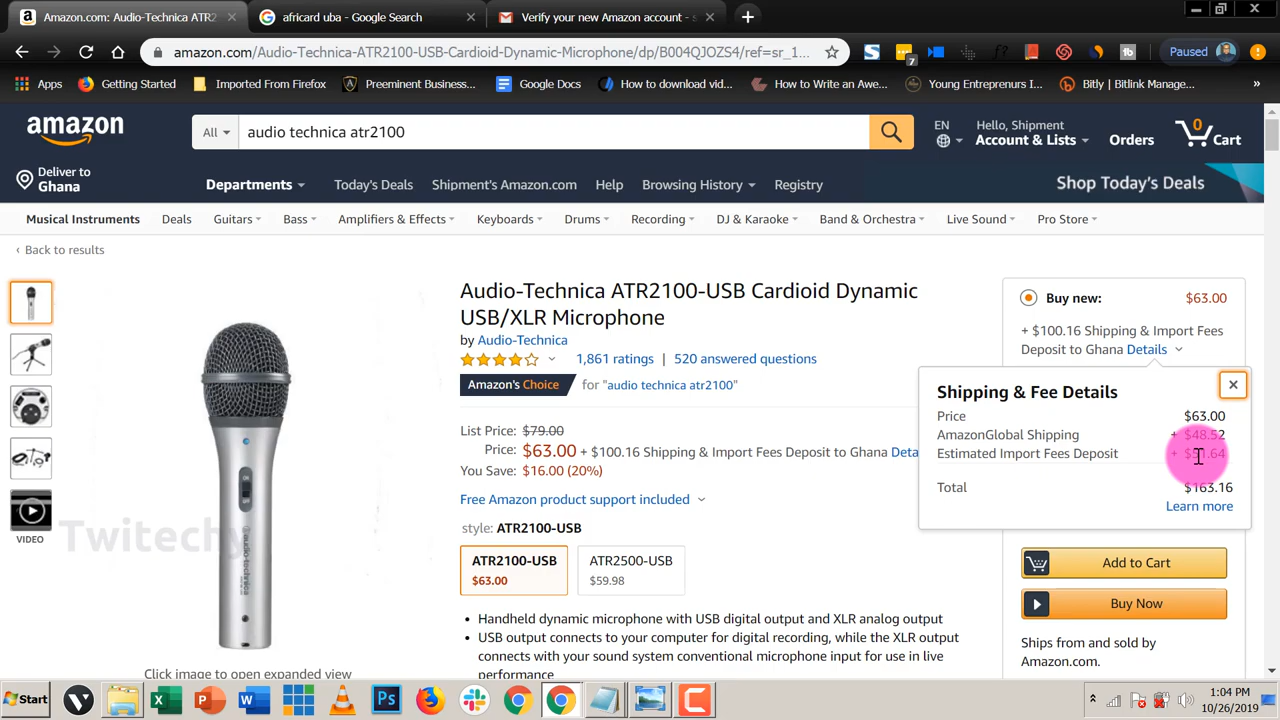 Amazon.com: Audio-Technica ATR2
africard uba - Google Search
Verify your new Amazon account - s
amazon.com/Audio-Technica-ATR2100-USB-Cardioid-Dynamic-Microphone/dp/B004QJOZS4/ref=sr_1...
7
Paused
Apps
Getting Started
Imported From Firefox
Preeminent Business...
Google Docs
How to download vid...
How to Write an Awe...
Young Entreprenurs I...
Bitly | Bitlink Manage...
amazon
All
audio technica atr2100
EN
Hello, Shipment
Account & Lists
Orders
0
Cart
Deliver to
Ghana
Departments
Today's Deals
Shipment's Amazon.com
Help
Browsing History
Registry
Shop Today's Deals
Musical Instruments
Deals
Guitars
Bass
Amplifiers & Effects
Keyboards
Drums
Recording
DJ & Karaoke
Band & Orchestra
Live Sound
Pro Store
‹ Back to results
VIDEO
Twitechy
Click image to open expanded view
Audio-Technica ATR2100-USB Cardioid Dynamic
USB/XLR Microphone
by Audio-Technica
1,861 ratings | 520 answered questions
Amazon's Choice for "audio technica atr2100"
List Price: $79.00
Price: $63.00 + $100.16 Shipping & Import Fees Deposit to Ghana Deta
You Save: $16.00 (20%)
Free Amazon product support included
style: ATR2100-USB
ATR2100-USB
$63.00
ATR2500-USB
$59.98
• Handheld dynamic microphone with USB digital output and XLR analog output
• USB output connects to your computer for digital recording, while the XLR output
connects with your sound system conventional microphone input for use in live
performance
Buy new: $63.00
+ $100.16 Shipping & Import Fees
Deposit to Ghana Details
Shipping & Fee Details
Price $63.00
AmazonGlobal Shipping + $48.52
Estimated Import Fees Deposit
Total $163.16
Learn more
Add to Cart
Buy Now
Ships from and sold by
Amazon.com.
Start
1:04 PM
10/26/2019